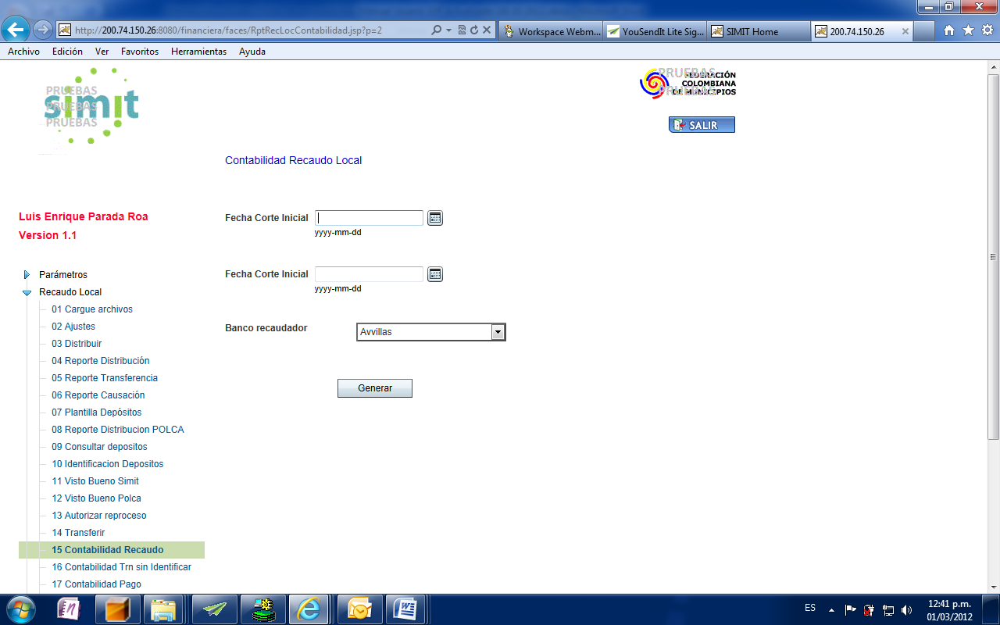 http://200.74.150.26:8080/financiera/faces/RptRecLocContabilidad.jsp?p=2
Workspace Webm... YouSendIt Lite Sig... SIMIT Home 200.74.150.26
Archivo Edición Ver Favoritos Herramientas Ayuda
PRUEBAS
simit
PRUEBAS
PRUEBAS
PRUEBAS
FEDERACIÓN
COLOMBIANA
DE MUNICIPIOS
PRUEBAS
SALIR
Contabilidad Recaudo Local
Luis Enrique Parada Roa
Version 1.1
Fecha Corte Inicial
yyyy-mm-dd
Fecha Corte Inicial
yyyy-mm-dd
Banco recaudador Avvillas
Generar
Parámetros
Recaudo Local
01 Cargue archivos
02 Ajustes
03 Distribuir
04 Reporte Distribución
05 Reporte Transferencia
06 Reporte Causación
07 Plantilla Depósitos
08 Reporte Distribucion POLCA
09 Consultar depositos
10 Identificacion Depositos
11 Visto Bueno Simit
12 Visto Bueno Polca
13 Autorizar reproceso
14 Transferir
15 Contabilidad Recaudo
16 Contabilidad Trn sin Identificar
17 Contabilidad Pago
ES
12:41 p.m.
01/03/2012